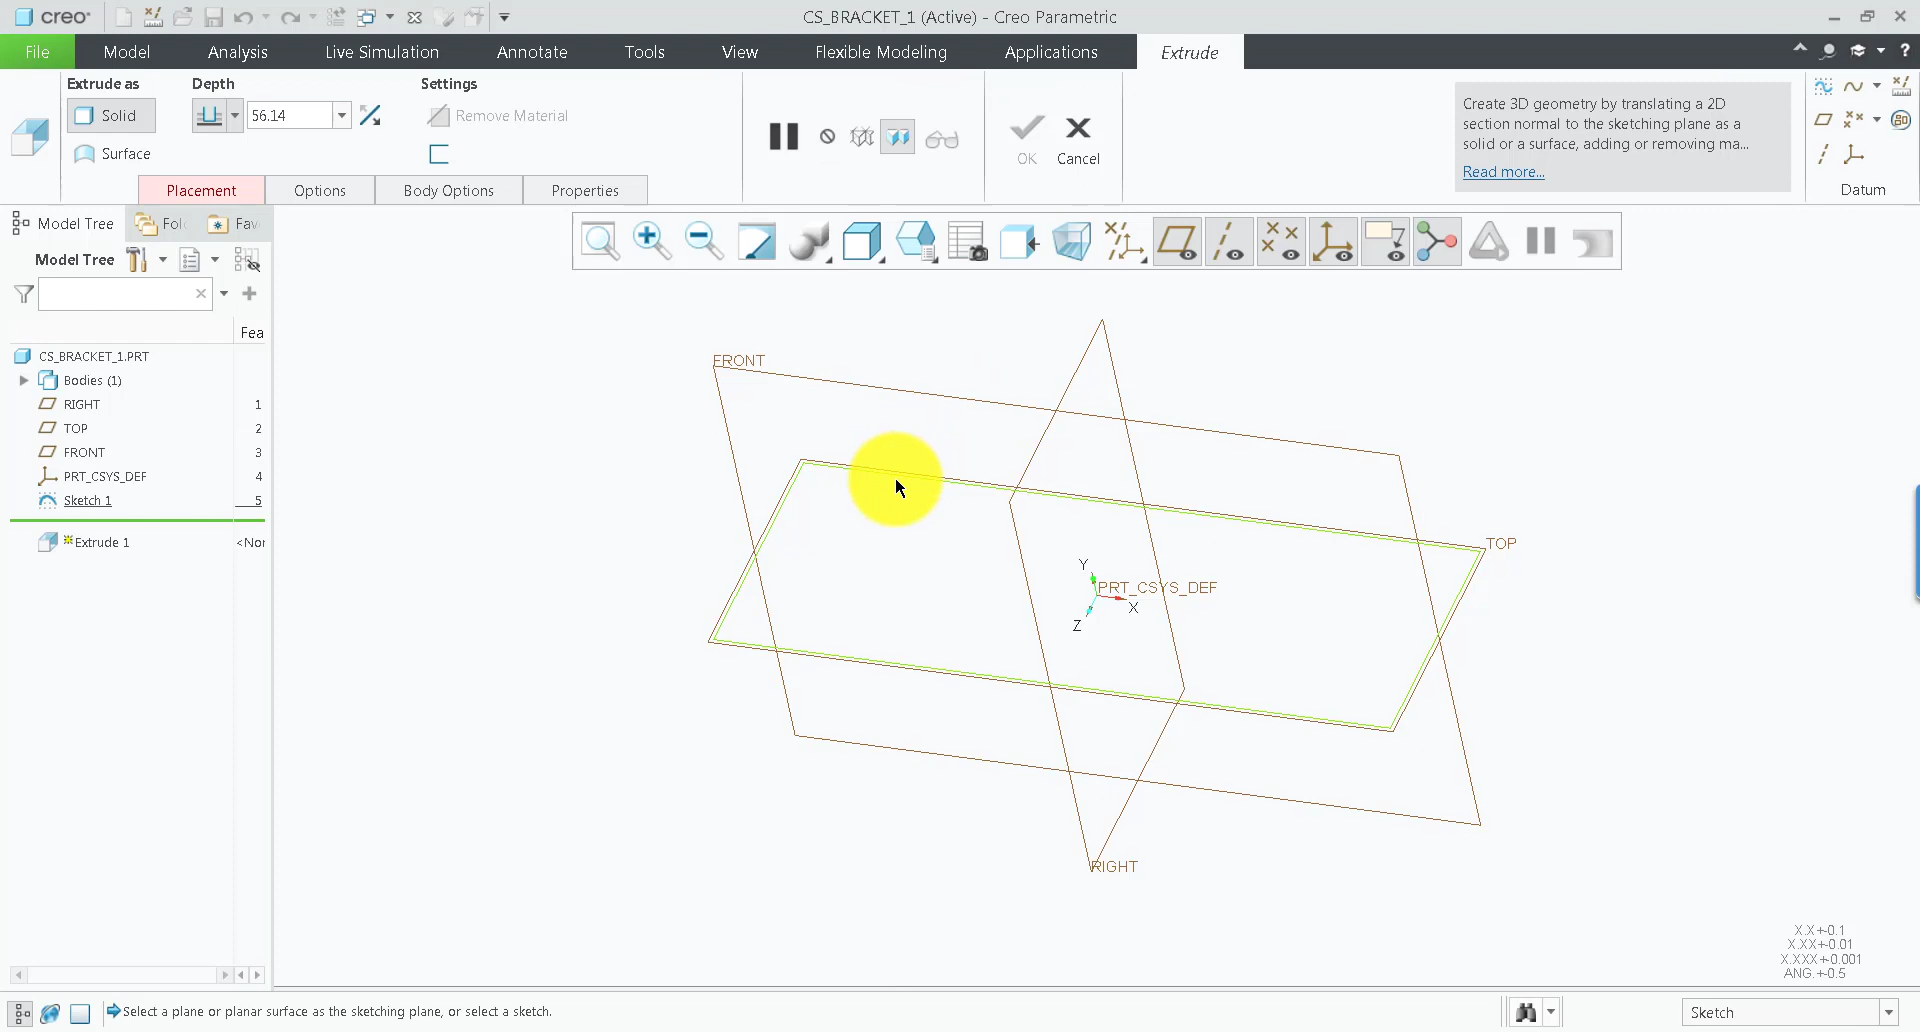 creo
CS_BRACKET_1 (Active) - Creo Parametric
File
Model
Analysis
Live Simulation
Annotate
Tools
View
Flexible Modeling
Applications
Extrude
Extrude as
Solid
Surface
Depth
56.14
Settings
Remove Material
OK
Cancel
Create 3D geometry by translating a 2D
section normal to the sketching plane as a
solid or a surface, adding or removing ma...
Read more...
Datum
Placement
Options
Body Options
Properties
Model Tree
Fol
Fav
Model Tree
Fea
CS_BRACKET_1.PRT
Bodies (1)
RIGHT 1
TOP 2
FRONT 3
PRT_CSYS_DEF 4
Sketch 1 5
Extrude 1 <Nor
FRONT
TOP
Y
PRT_CSYS_DEF
X
Z
RIGHT
X.X+-0.1
X.XX+-0.01
X.XXX+-0.001
ANG.+-0.5
Select a plane or planar surface as the sketching plane, or select a sketch.
Sketch